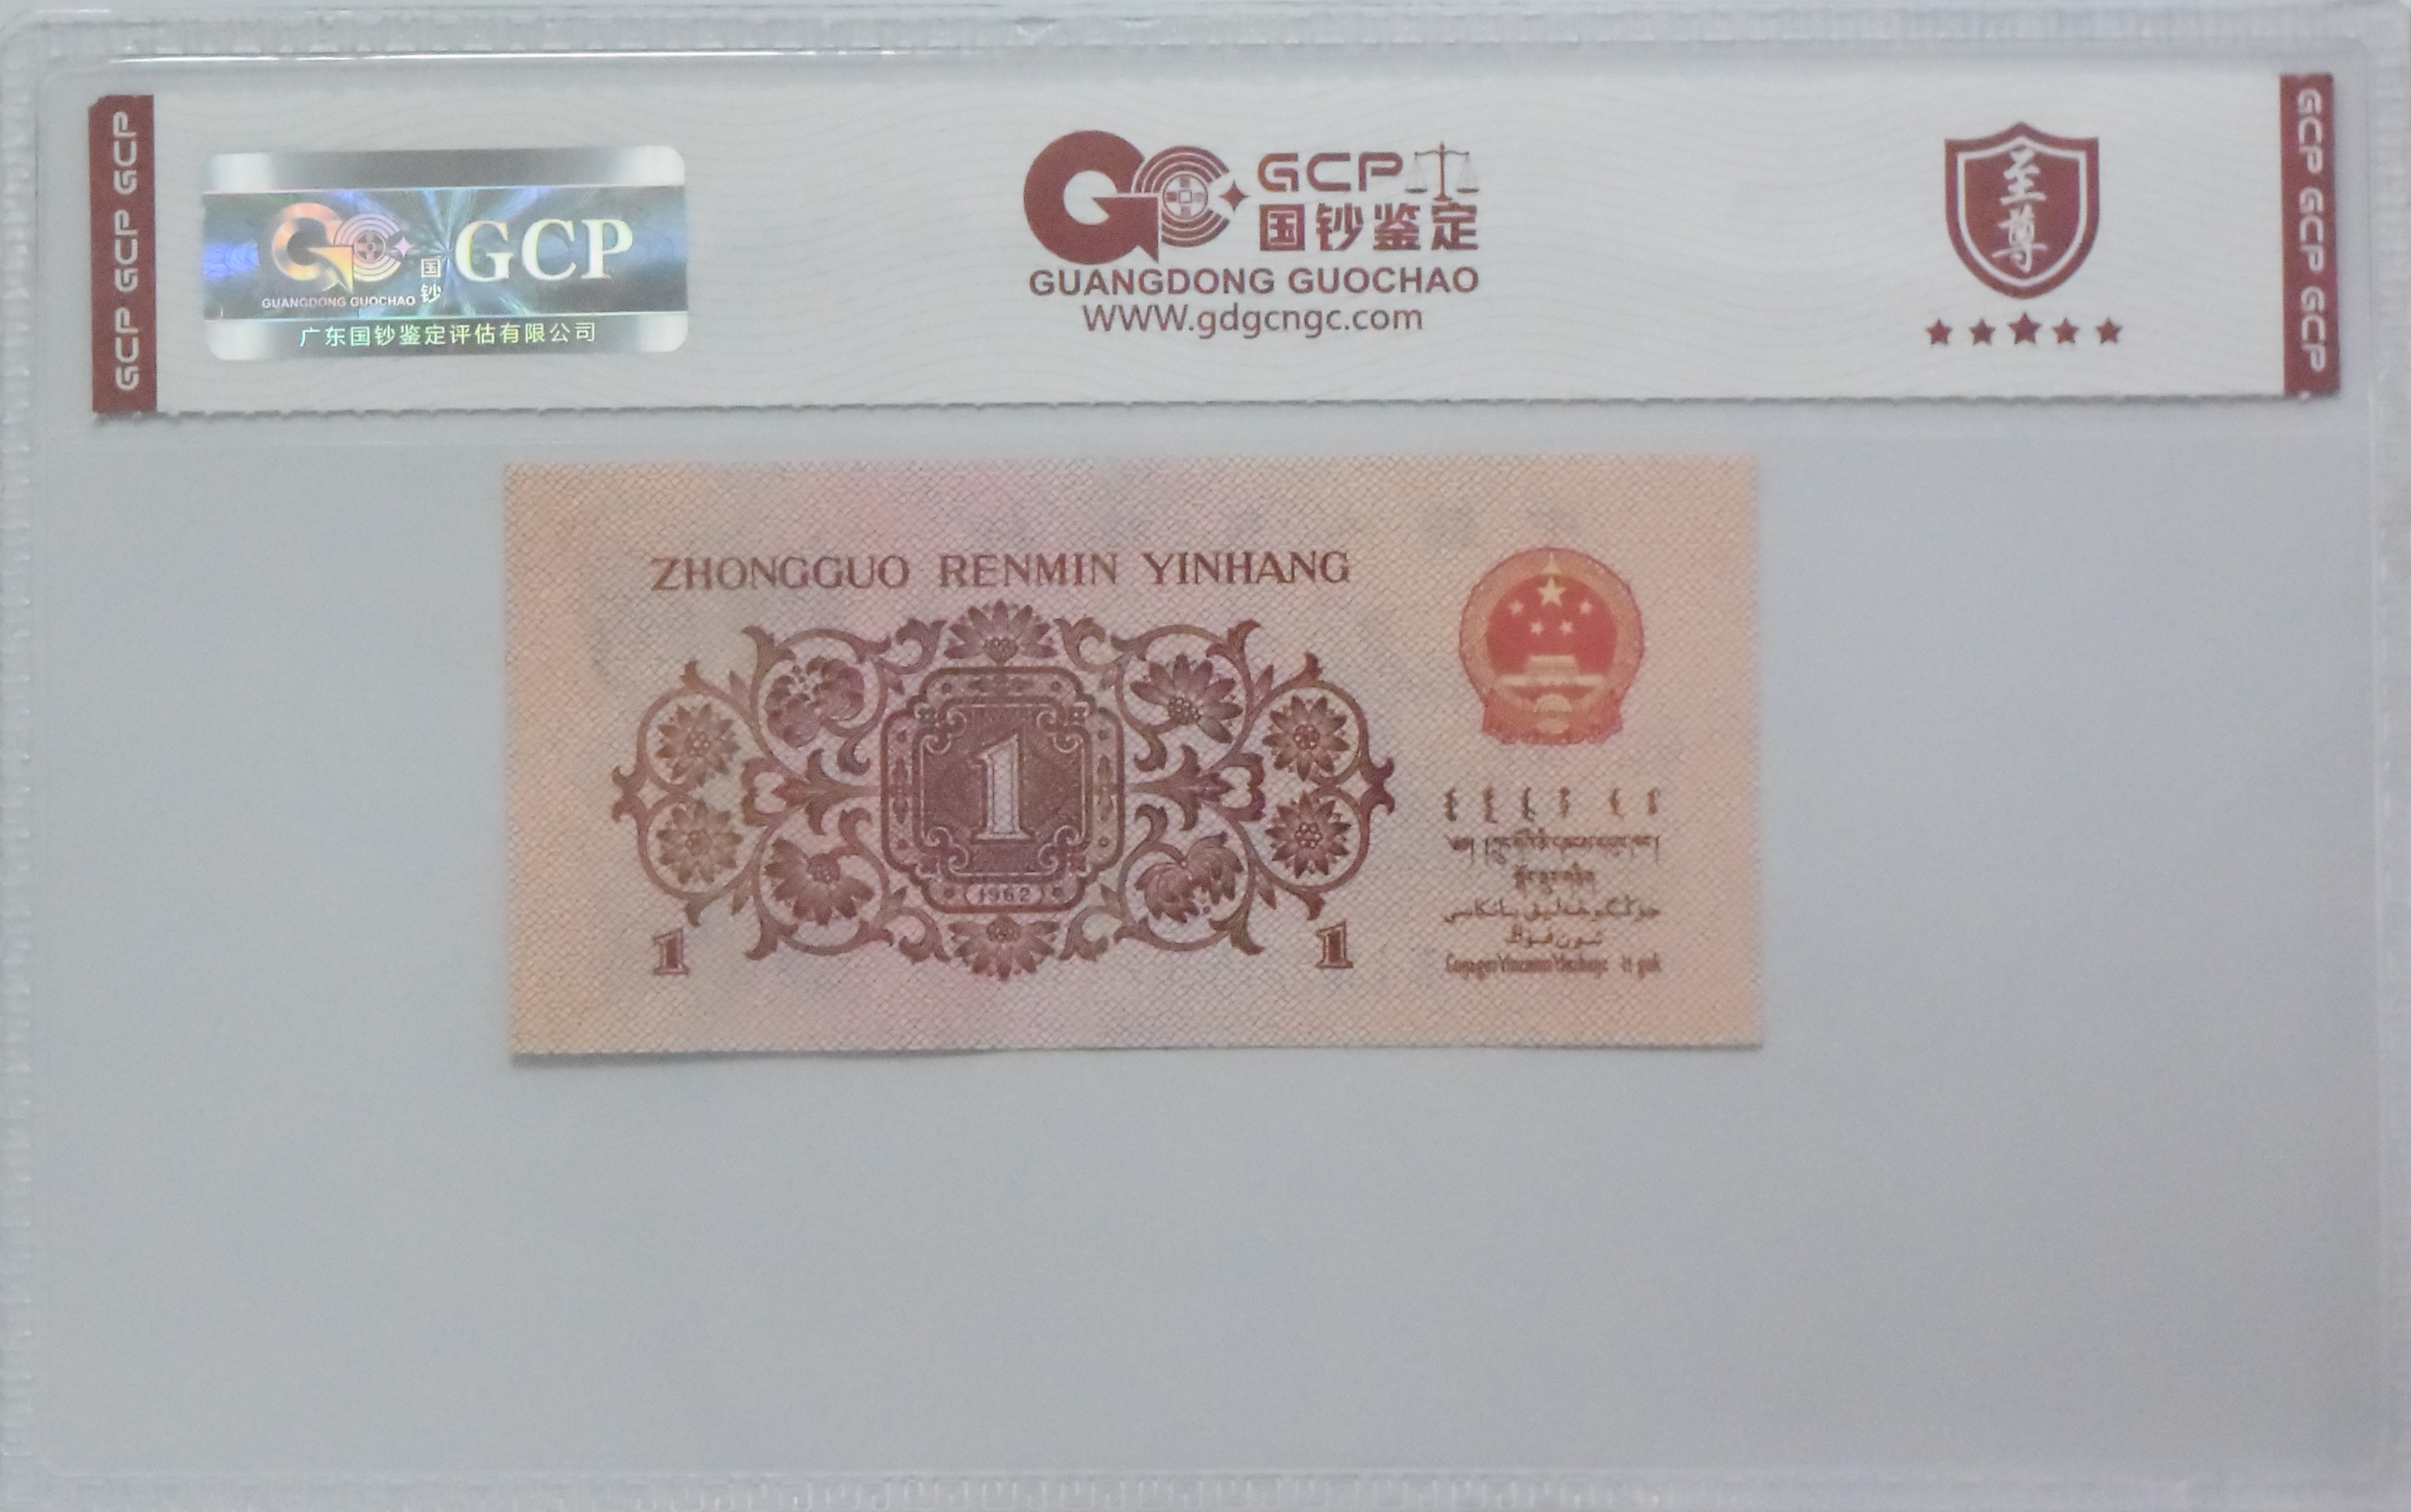 GCP GCP GCP
国钞 GCP
GUANGDONG GUOCHAO
广东国钞鉴定评估有限公司
GCP
国钞鉴定
GUANGDONG GUOCHAO
WWW.gdgcngc.com
至尊
GCP GCP GCP
ZHONGGUO RENMIN YINHANG
1
1962
1
1